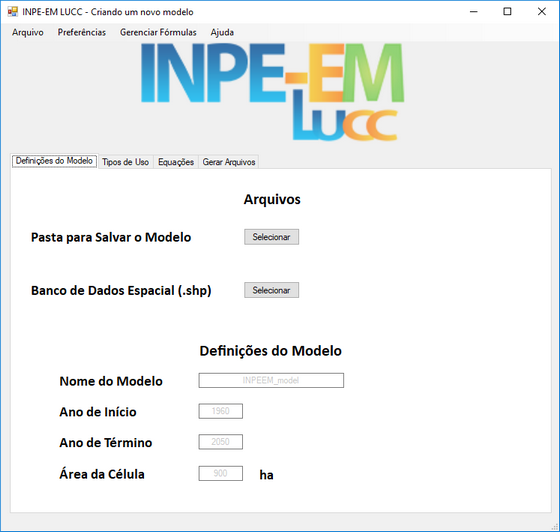 INPE-EM LUCC - Criando um novo modelo
Arquivo Preferências Gerenciar Fórmulas Ajuda
INPE-EM
LUCC
Definições do Modelo Tipos de Uso Equações Gerar Arquivos
Arquivos
Pasta para Salvar o Modelo Selecionar
Banco de Dados Espacial (.shp) Selecionar
Definições do Modelo
Nome do Modelo INPEEM_model
Ano de Início 1960
Ano de Término 2050
Área da Célula 900 ha